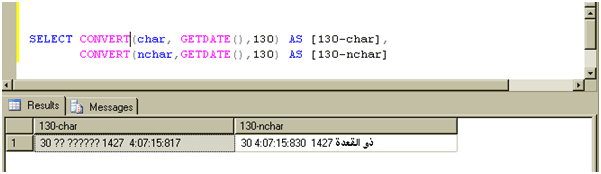 SELECT CONVERT(char, GETDATE(),130) AS [130-char],
CONVERT(nchar,GETDATE(),130) AS [130-nchar]
Results Messages
130-char 130-nchar
1 30 ?? ?????? 1427 4:07:15:817 30 ذو القعدة 1427 4:07:15:830